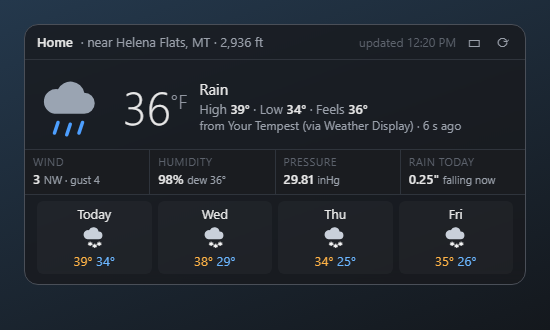 Home · near Helena Flats, MT · 2,936 ft updated 12:20 PM
36°F
Rain
High 39° · Low 34° · Feels 36°
from Your Tempest (via Weather Display) · 6 s ago
WIND
3 NW · gust 4
HUMIDITY
98% dew 36°
PRESSURE
29.81 inHg
RAIN TODAY
0.25" falling now
Today
39° 34°
Wed
38° 29°
Thu
34° 25°
Fri
35° 26°